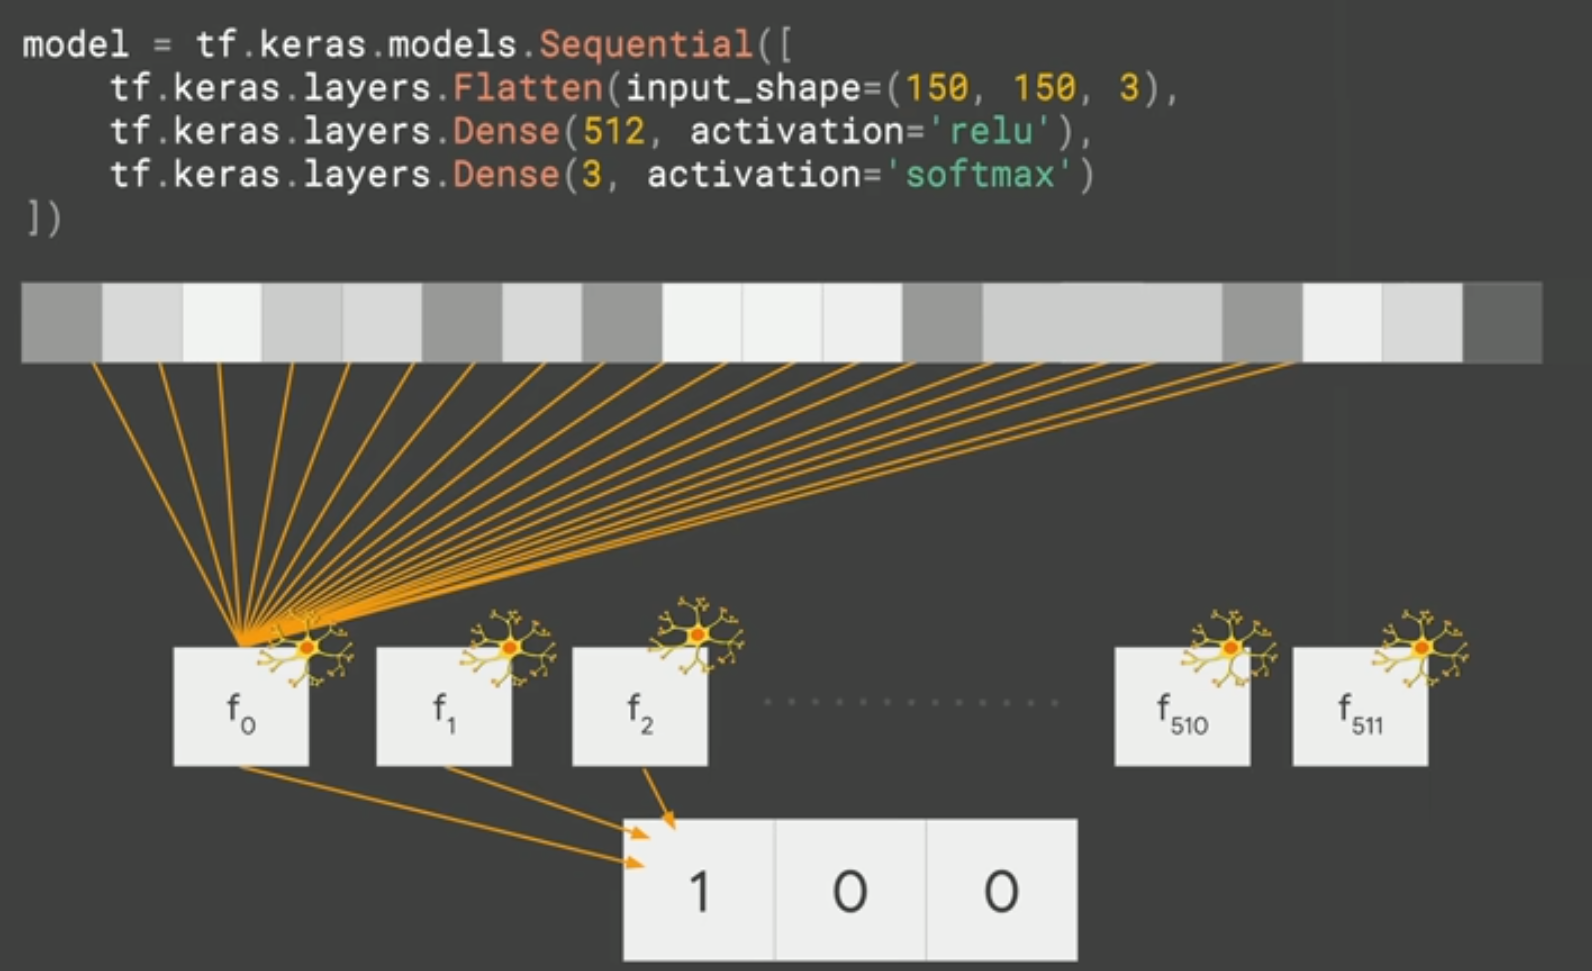 model = tf.keras.models.Sequential([
    tf.keras.layers.Flatten(input_shape=(150, 150, 3),
    tf.keras.layers.Dense(512, activation='relu'),
    tf.keras.layers.Dense(3, activation='softmax')
])
f0 f1 f2 f510 f511
1 0 0